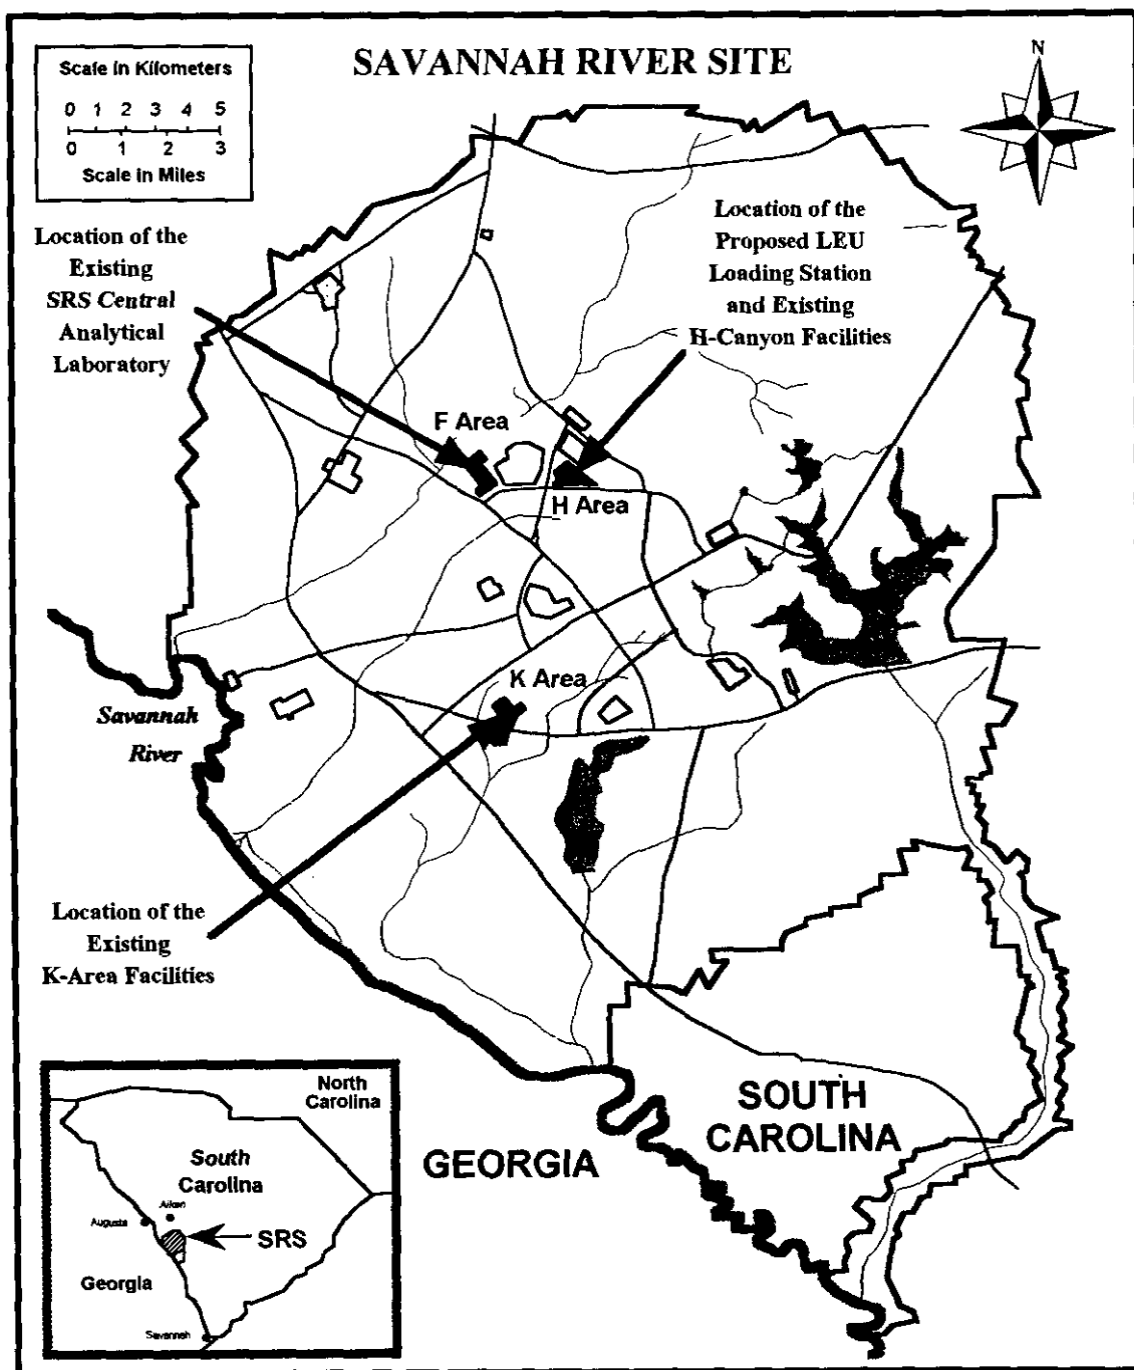 SAVANNAH RIVER SITE
Scale in Kilometers
0 1 2 3 4 5
0 1 2 3
Scale in Miles
N
Location of the
Existing
SRS Central
Analytical
Laboratory
Location of the
Proposed LEU
Loading Station
and Existing
H-Canyon Facilities
F Area
H Area
K Area
Savannah
River
Location of the
Existing
K-Area Facilities
SOUTH
CAROLINA
GEORGIA
North
Carolina
South
Carolina
Aiken
Augusta
SRS
Georgia
Savannah